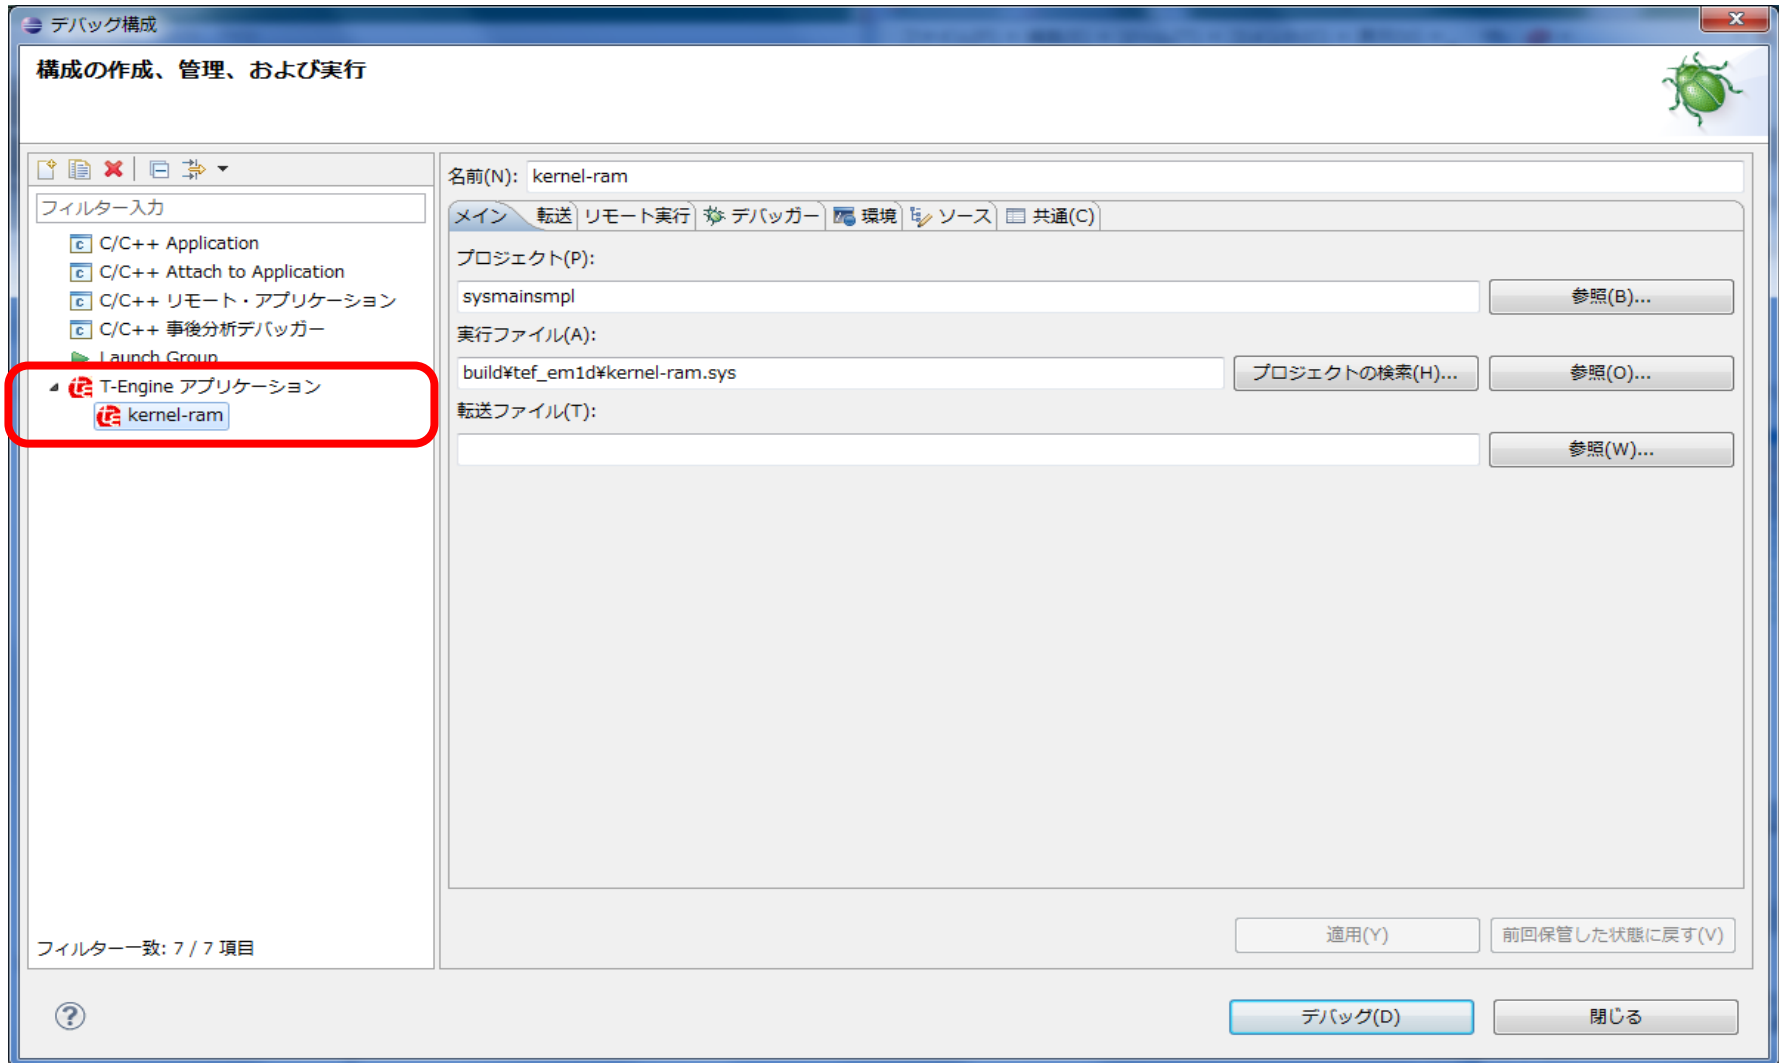 デバッグ構成
構成の作成、管理、および実行
フィルター入力
C/C++ Application
C/C++ Attach to Application
C/C++ リモート・アプリケーション
C/C++ 事後分析デバッガー
Launch Group
T-Engine アプリケーション
kernel-ram
フィルター一致: 7 / 7 項目
名前(N): kernel-ram
メイン 転送 リモート実行 デバッガー 環境 ソース 共通(C)
プロジェクト(P):
sysmainsmpl 参照(B)...
実行ファイル(A):
build¥tef_em1d¥kernel-ram.sys プロジェクトの検索(H)... 参照(O)...
転送ファイル(T):
参照(W)...
適用(Y) 前回保管した状態に戻す(V)
デバッグ(D) 閉じる